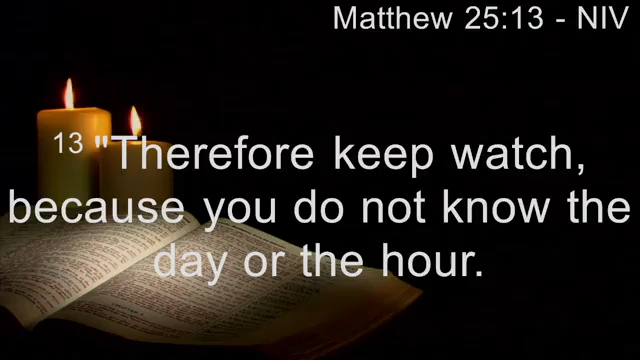 Matthew 25:13 - NIV
13 "Therefore keep watch,
because you do not know the
day or the hour.